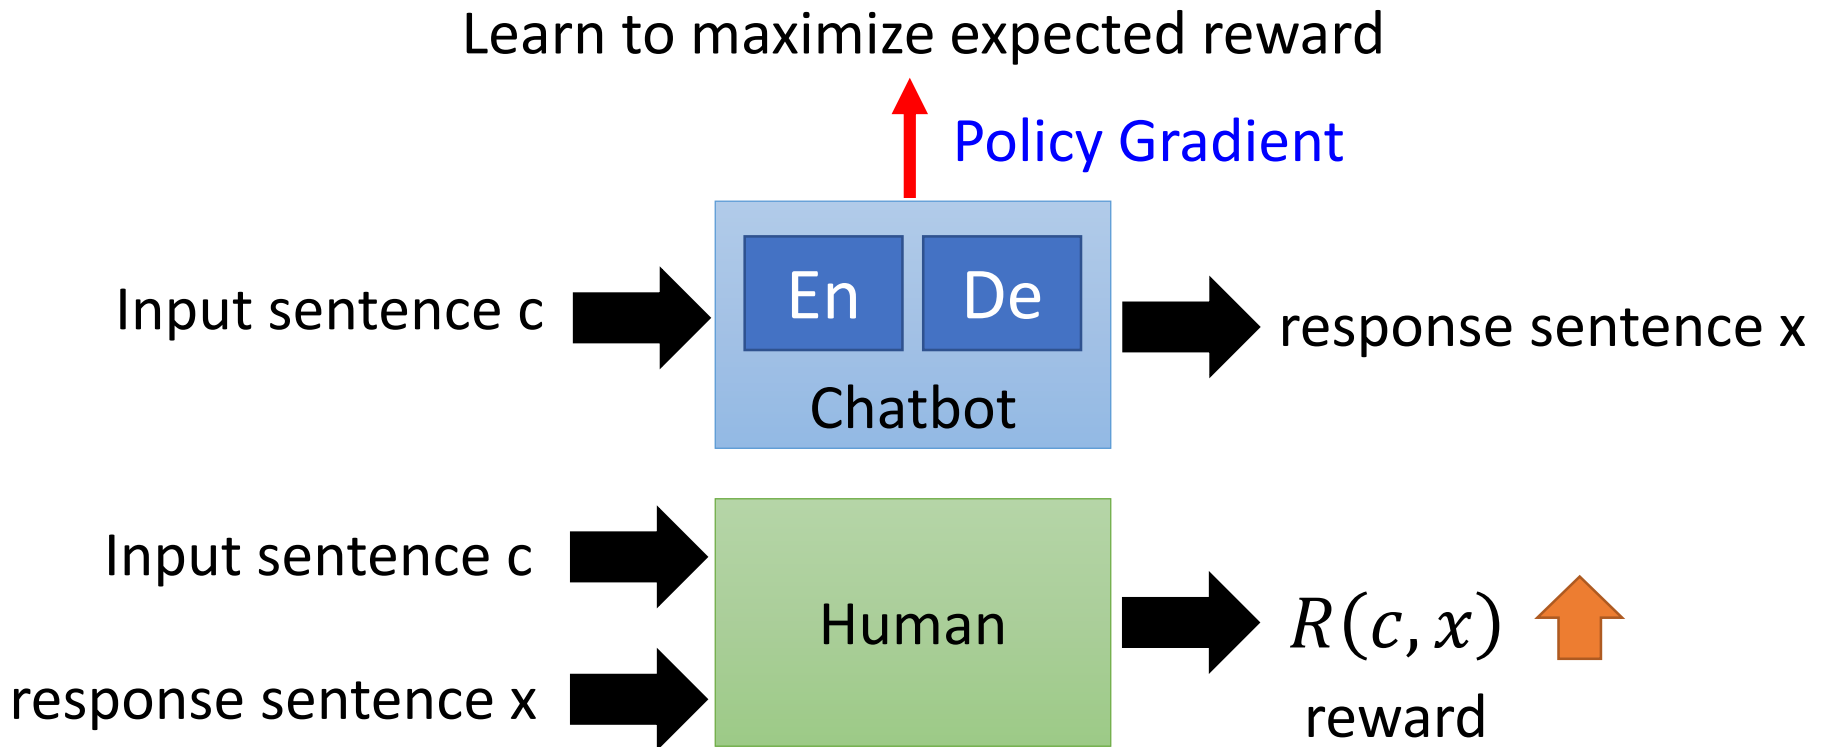 Learn to maximize expected reward
Policy Gradient
Input sentence c
En
De
Chatbot
response sentence x
Input sentence c
response sentence x
Human
R(c, x)
reward